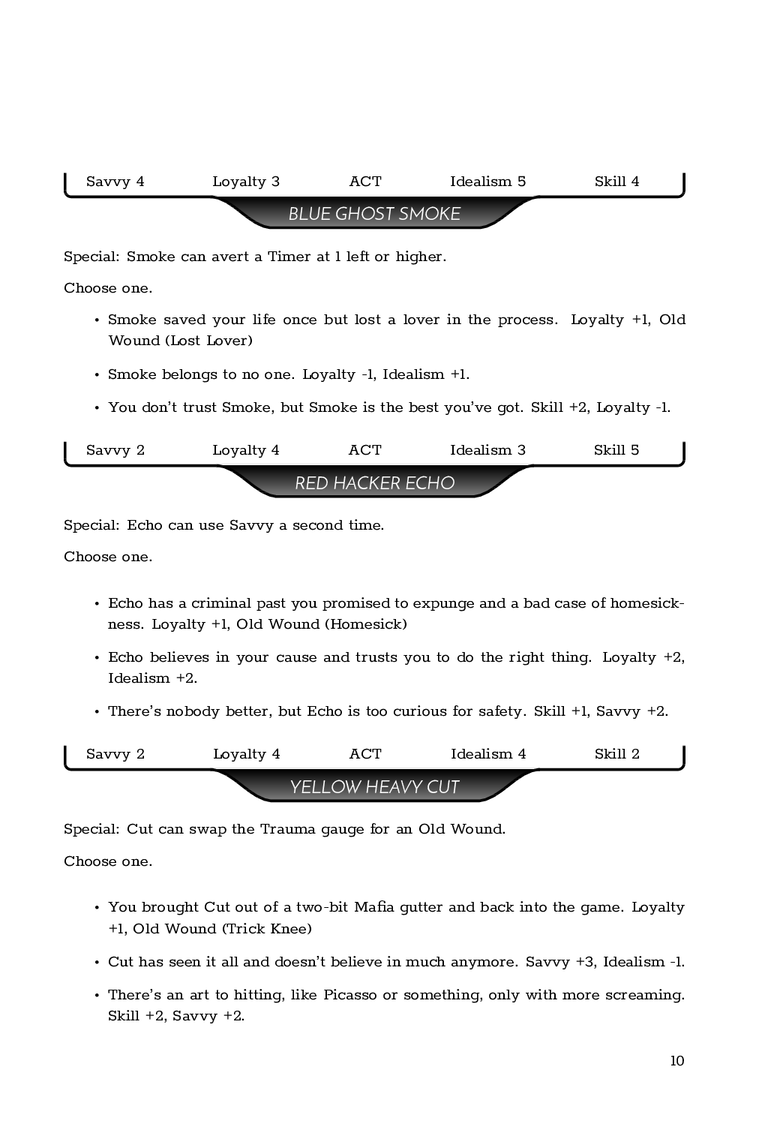 Savvy 4 Loyalty 3 ACT Idealism 5 Skill 4
BLUE GHOST SMOKE
Special: Smoke can avert a Timer at 1 left or higher.
Choose one.
• Smoke saved your life once but lost a lover in the process. Loyalty +1, Old
Wound (Lost Lover)
• Smoke belongs to no one. Loyalty -1, Idealism +1.
• You don't trust Smoke, but Smoke is the best you've got. Skill +2, Loyalty -1.
Savvy 2 Loyalty 4 ACT Idealism 3 Skill 5
RED HACKER ECHO
Special: Echo can use Savvy a second time.
Choose one.
• Echo has a criminal past you promised to expunge and a bad case of homesick-
ness. Loyalty +1, Old Wound (Homesick)
• Echo believes in your cause and trusts you to do the right thing. Loyalty +2,
Idealism +2.
• There's nobody better, but Echo is too curious for safety. Skill +1, Savvy +2.
Savvy 2 Loyalty 4 ACT Idealism 4 Skill 2
YELLOW HEAVY CUT
Special: Cut can swap the Trauma gauge for an Old Wound.
Choose one.
• You brought Cut out of a two-bit Mafia gutter and back into the game. Loyalty
+1, Old Wound (Trick Knee)
• Cut has seen it all and doesn't believe in much anymore. Savvy +3, Idealism -1.
• There's an art to hitting, like Picasso or something, only with more screaming.
Skill +2, Savvy +2.
10